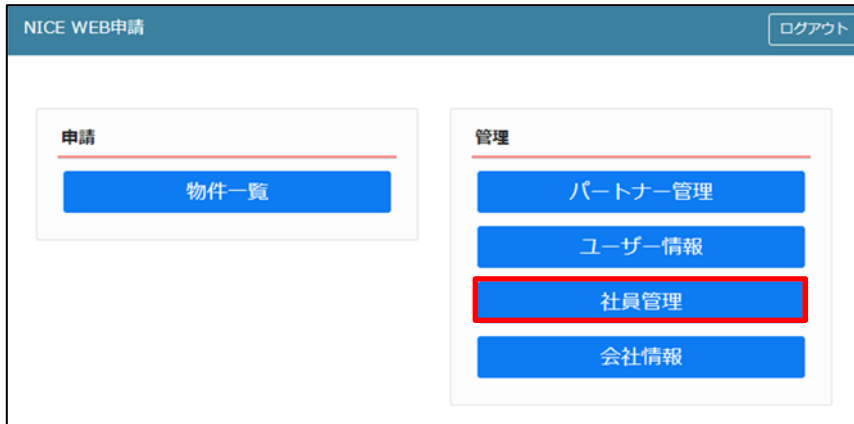 NICE WEB申請
ログアウト
申請
物件一覧
管理
パートナー管理
ユーザー情報
社員管理
会社情報